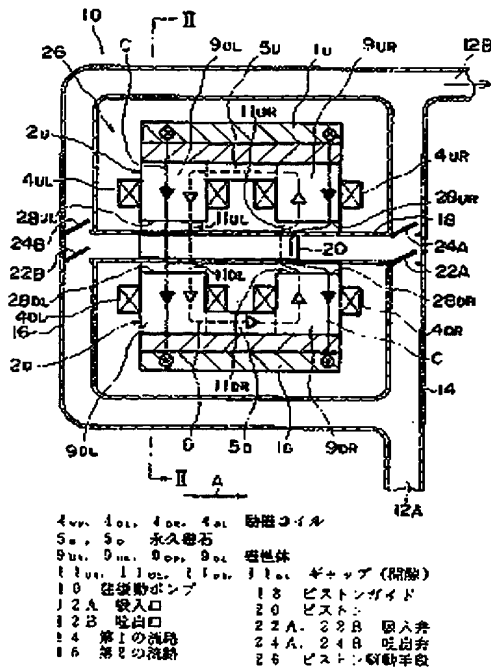 10
II
12B
26
C
9UL
5U
1U
9UR
11UR
2U
4UL
4UR
28UL
11UL
28UR
18
24B
22B
20
24A
22A
28DL
11DL
28DR
4DL
16
4DR
2D
C
14
11DR
9DL
5D
1D
9DR
II
A
12A
4UR, 4UL, 4DR, 4DL 励磁コイル
5U, 5D 永久磁石
9UL, 9UR, 9DR, 9DL 磁性体
11UR, 11UL, 11DR, 11DL ギャップ(間隙)
10 往復動ポンプ
12A 吸入口
12B 吐出口
14 第1の流路
16 第2の流路
18 ピストンガイド
20 ピストン
22A, 22B 吸入弁
24A, 24B 吐出弁
26 ピストン駆動手段